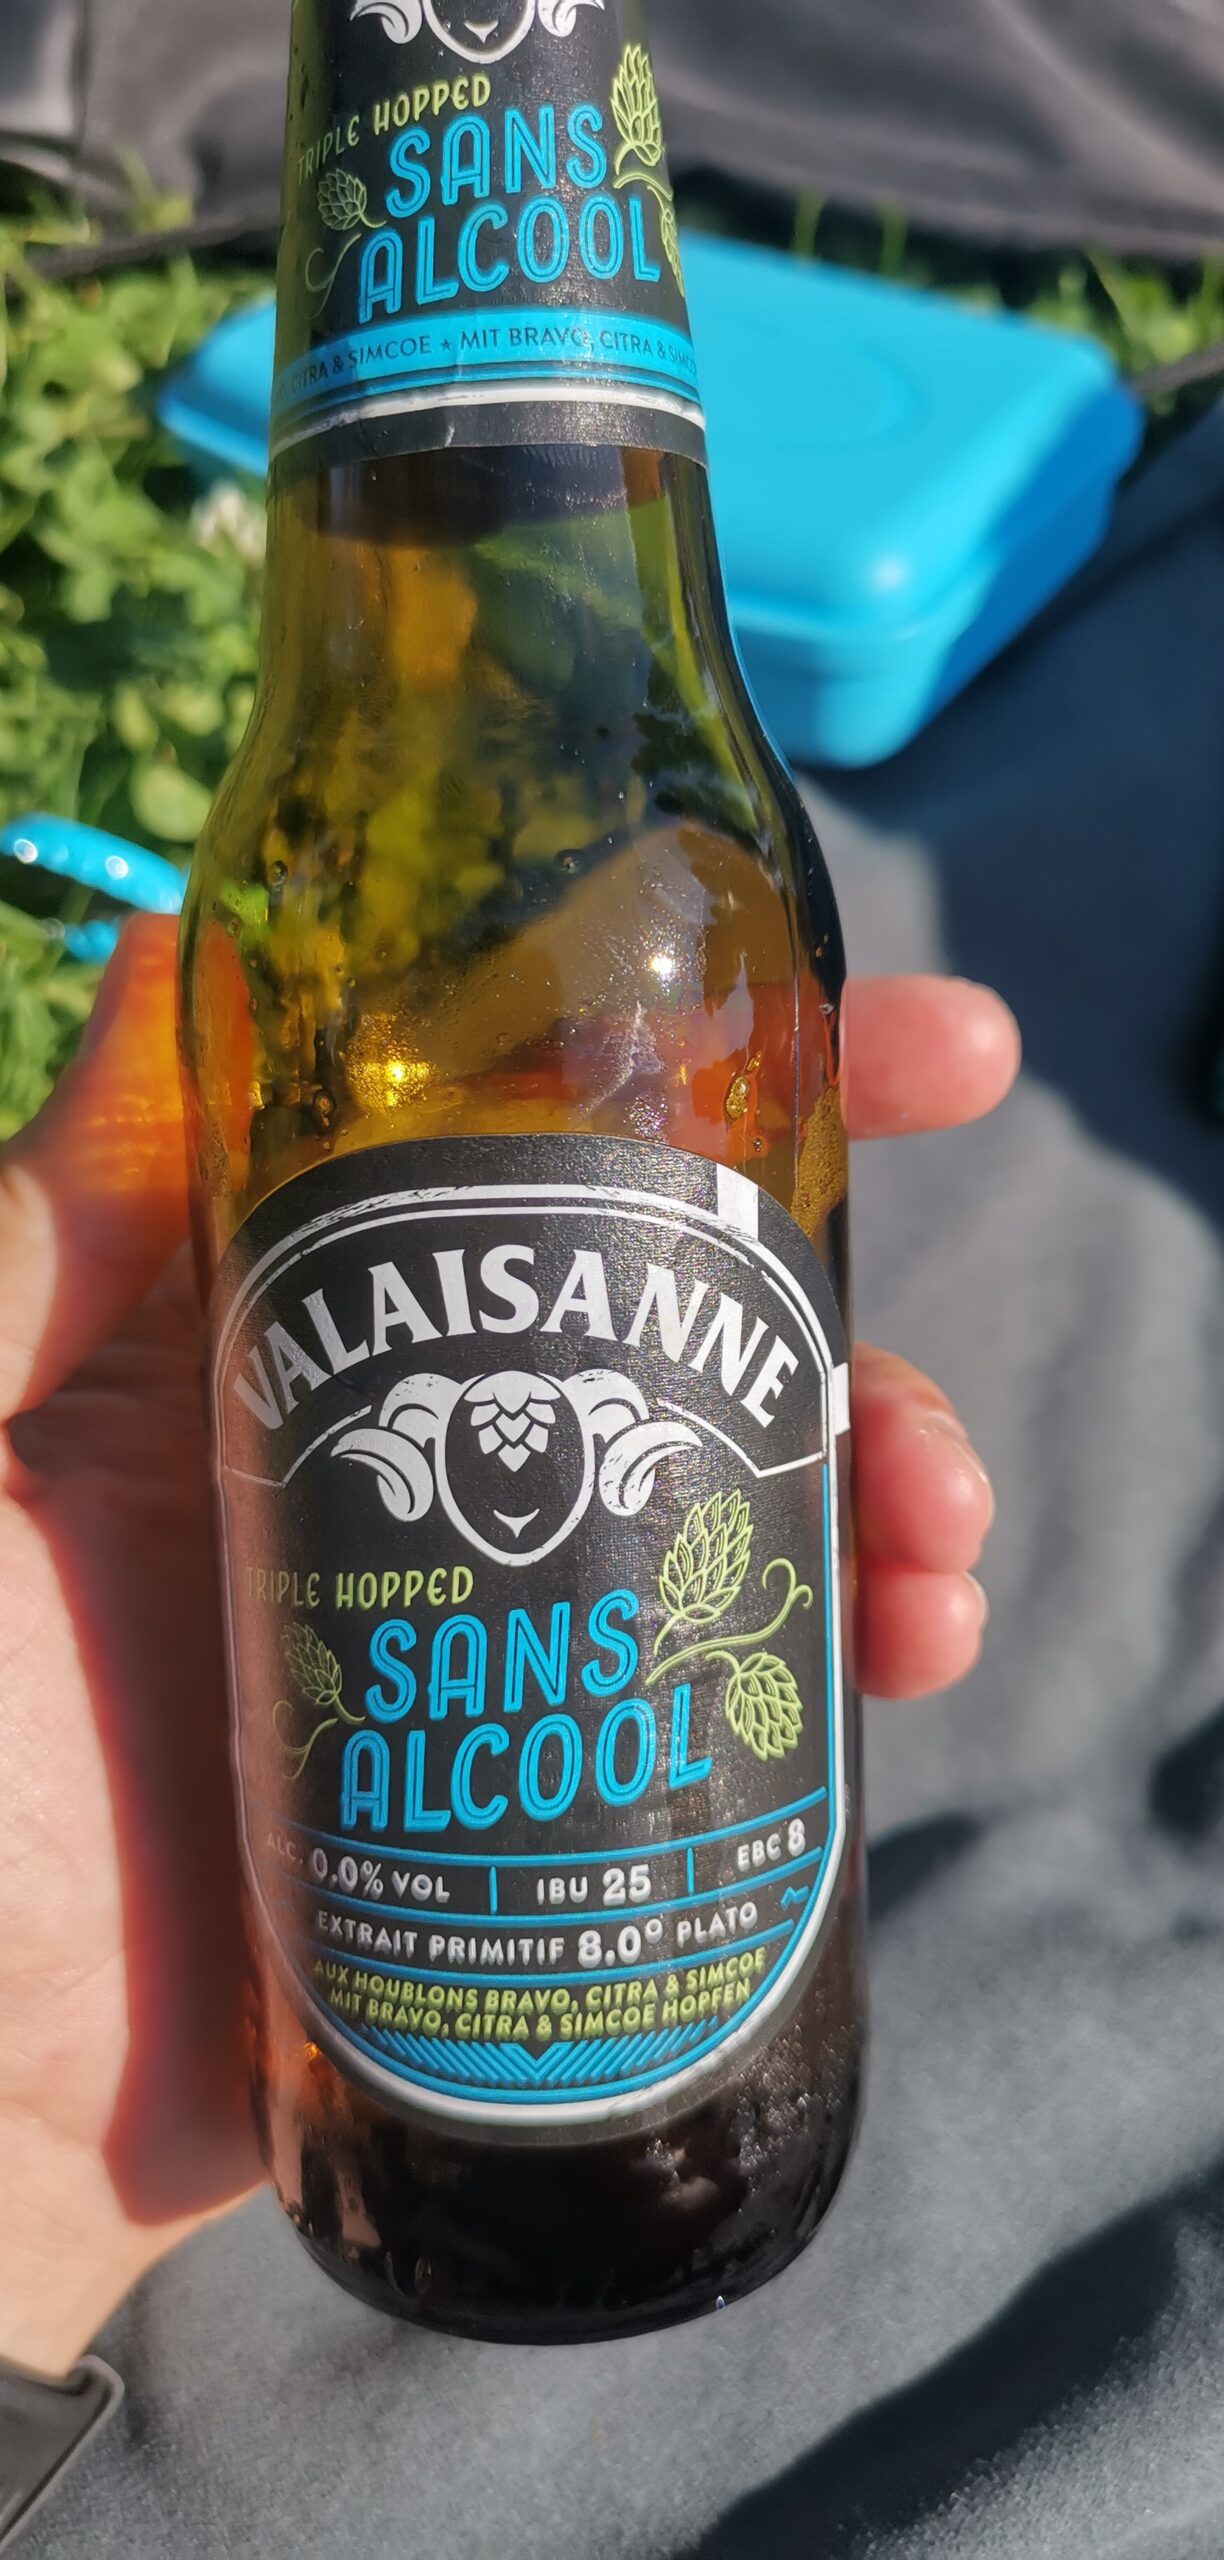 TRIPLE HOPPED
SANS
ALCOOL
CITRA & SIMCOE ★ MIT BRAVO, CITRA & SIMCOE
VALAISANNE
TRIPLE HOPPED
SANS
ALCOOL
ALC. 0.0% VOL | IBU 25 | EBC 8
EXTRAIT PRIMITIF 8.0° PLATO
AUX HOUBLONS BRAVO, CITRA & SIMCOE
MIT BRAVO, CITRA & SIMCOE HOPFEN